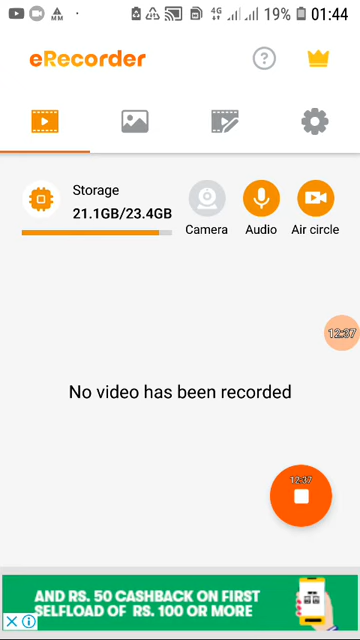 MM
4G
19%
01:44
eRecorder
?
Storage
21.1GB/23.4GB
Camera
Audio
Air circle
12:37
No video has been recorded
12:37
AND RS. 50 CASHBACK ON FIRST
SELFLOAD OF RS. 100 OR MORE